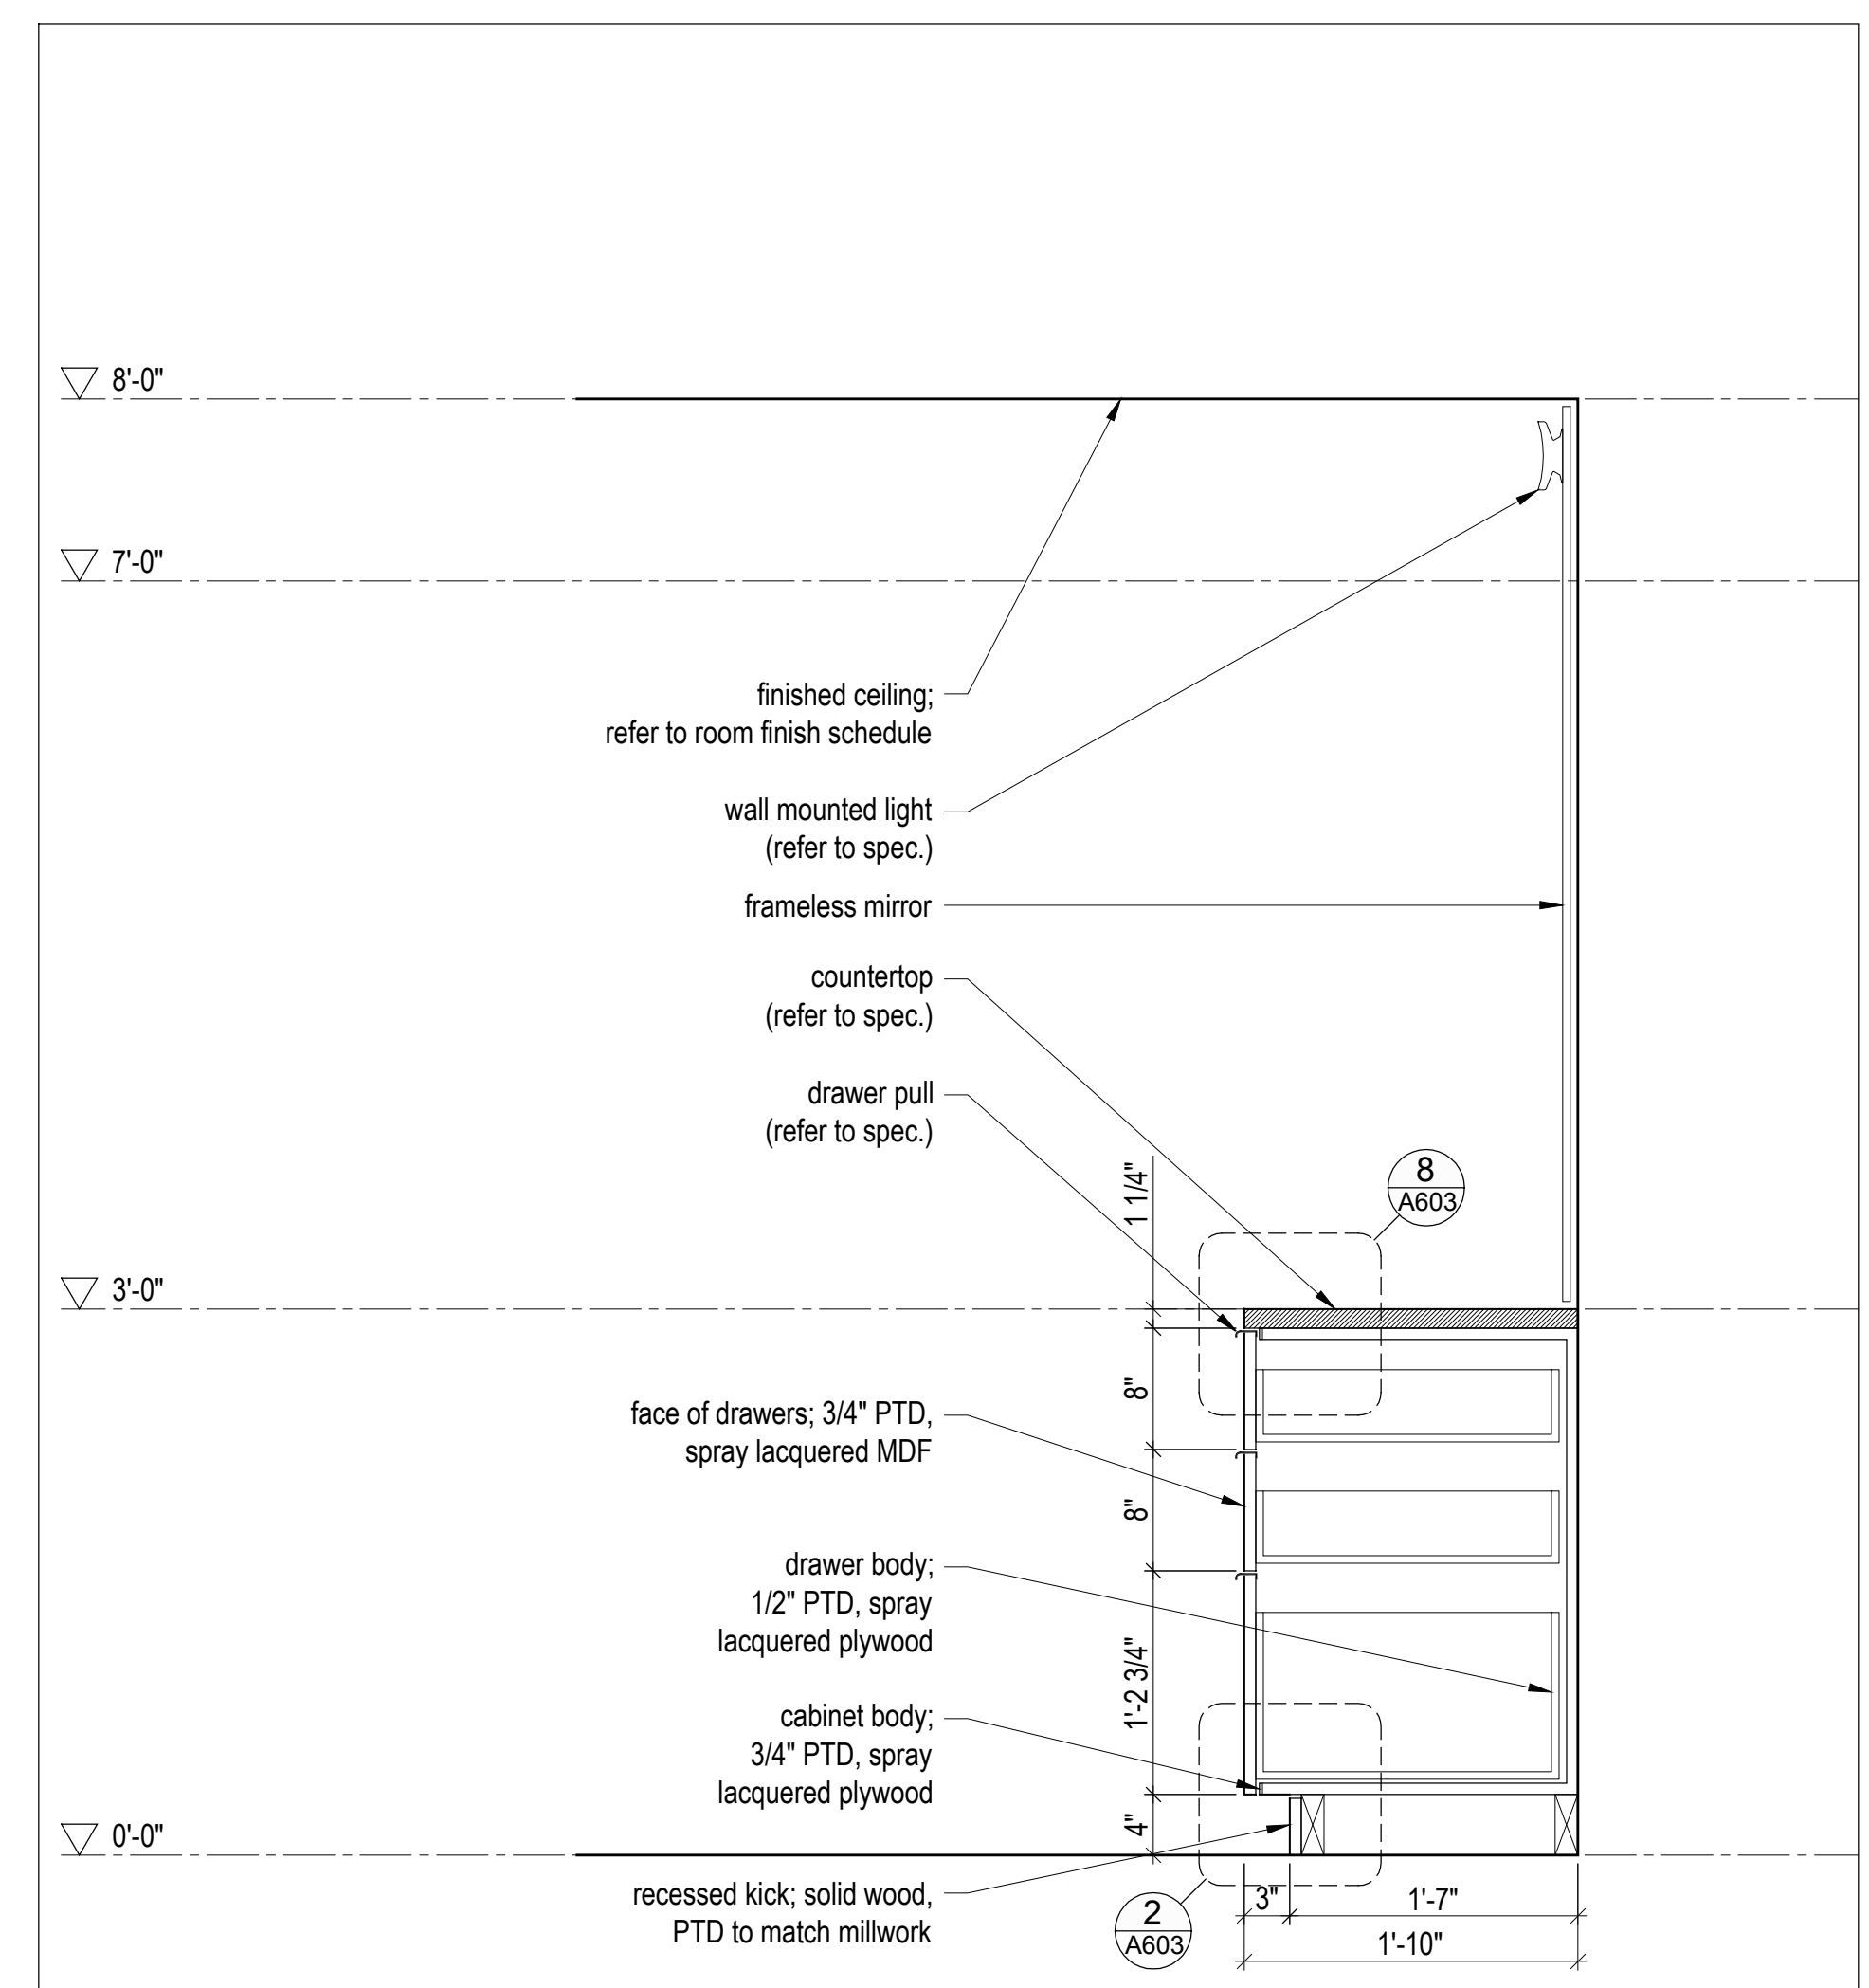 8'-0"
7'-0"
finished ceiling;
refer to room finish schedule
wall mounted light
(refer to spec.)
frameless mirror
countertop
(refer to spec.)
drawer pull
(refer to spec.)
1 1/4"
8
A603
3'-0"
8"
face of drawers; 3/4" PTD,
spray lacquered MDF
8"
drawer body;
1/2" PTD, spray
lacquered plywood
1'-2 3/4"
cabinet body;
3/4" PTD, spray
lacquered plywood
4"
0'-0"
recessed kick; solid wood,
PTD to match millwork
2
A603
3"
1'-7"
1'-10"